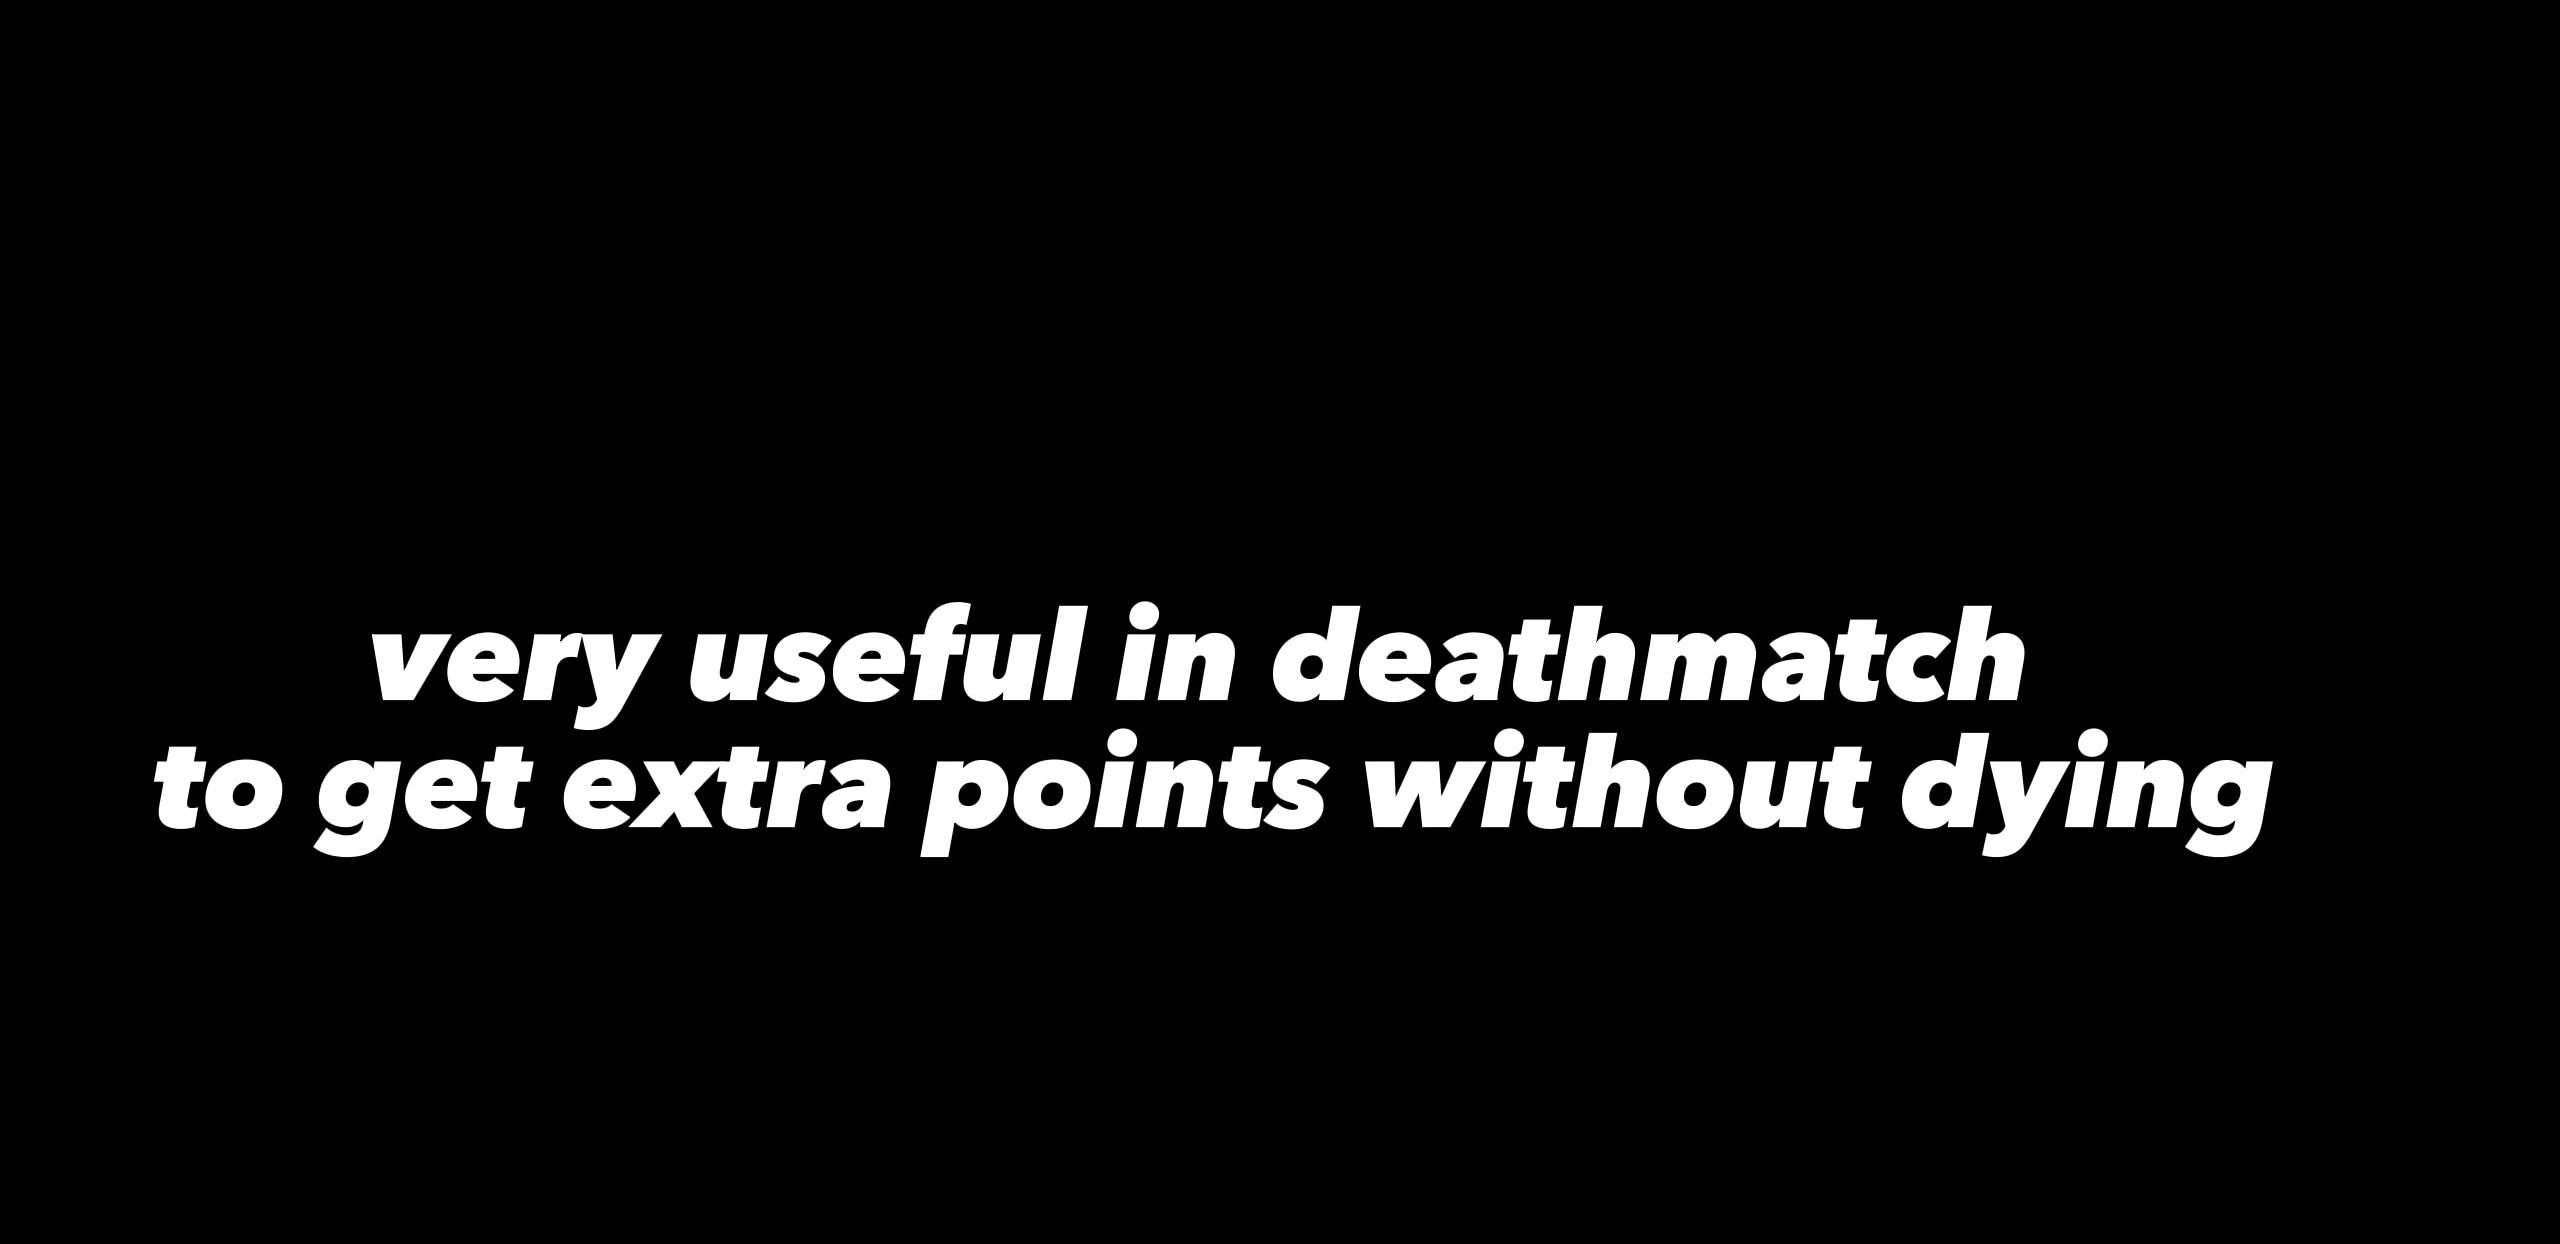 very useful in deathmatch
to get extra points without dying